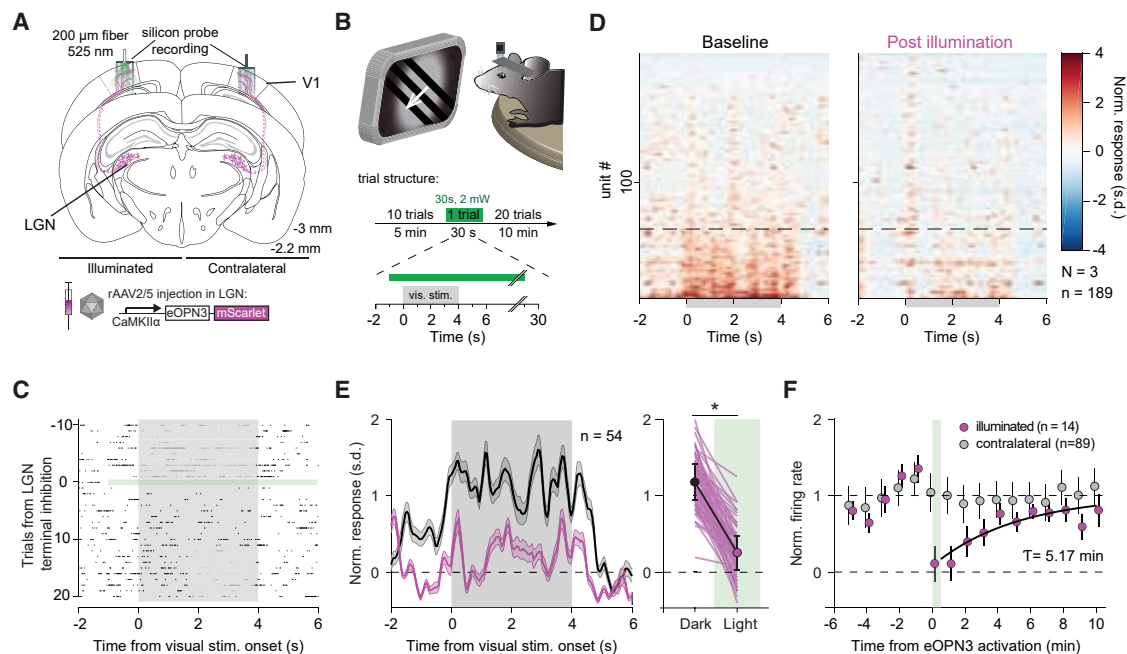 A
200 µm fiber
525 nm
silicon probe
recording
V1
LGN
-3 mm
-2.2 mm
Illuminated
Contralateral
rAAV2/5 injection in LGN:
CaMKIIα
eOPN3
mScarlet
B
trial structure:
30s, 2 mW
10 trials
1 trial
20 trials
5 min
30 s
10 min
vis. stim.
-2 0 2 4 6 30
Time (s)
D
Baseline
Post illumination
unit #
100
-2 0 2 4 6
Time (s)
-2 0 2 4 6
Time (s)
4
2
0
-2
-4
Norm. response (s.d.)
N = 3
n = 189
C
Trials from LGN
terminal inhibition
-10
0
10
20
-2 0 2 4 6
Time from visual stim. onset (s)
E
Norm. response (s.d.)
2
1
0
n = 54
-2 0 2 4 6
Time from visual stim. onset (s)
*
2
1
0
Dark Light
F
Norm. firing rate
2
1
0
illuminated (n = 14)
contralateral (n=89)
Ƭ= 5.17 min
-6 -4 -2 0 2 4 6 8 10
Time from eOPN3 activation (min)